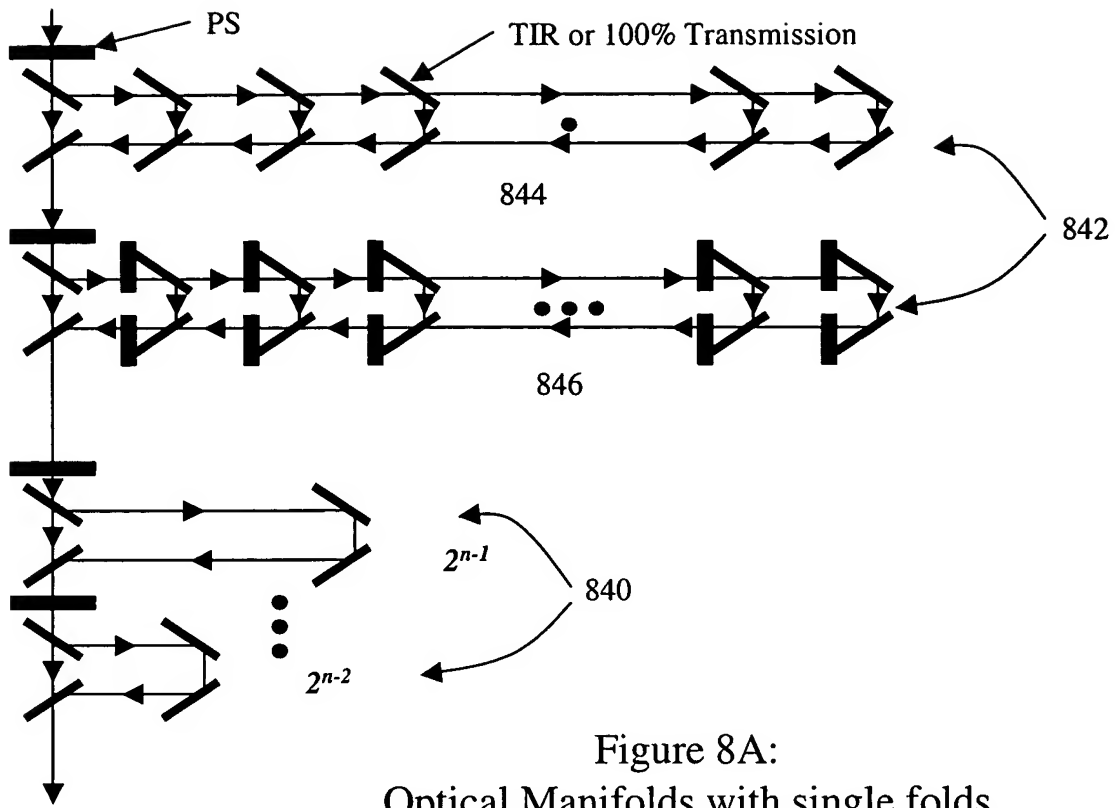 PS
TIR or 100% Transmission
844
842
846
2^{n-1}
840
2^{n-2}
Figure 8A:
Optical Manifolds with single folds